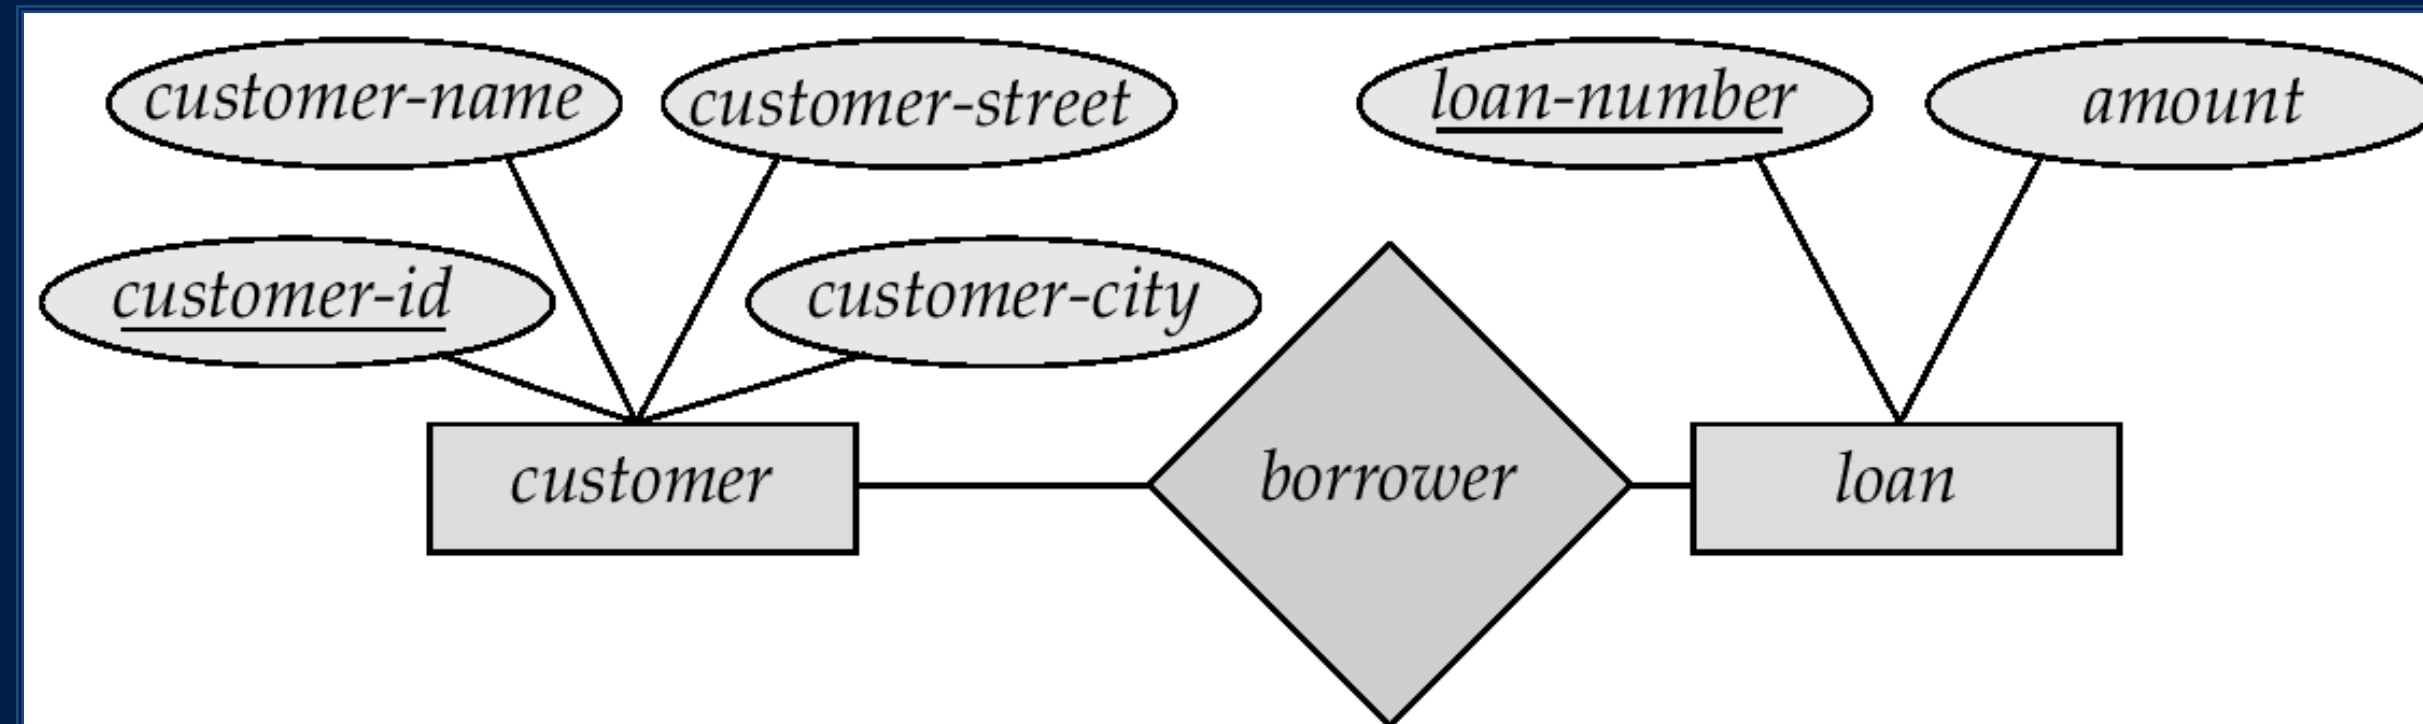 customer-name
customer-street
loan-number
amount
customer-id
customer-city
customer
borrower
loan